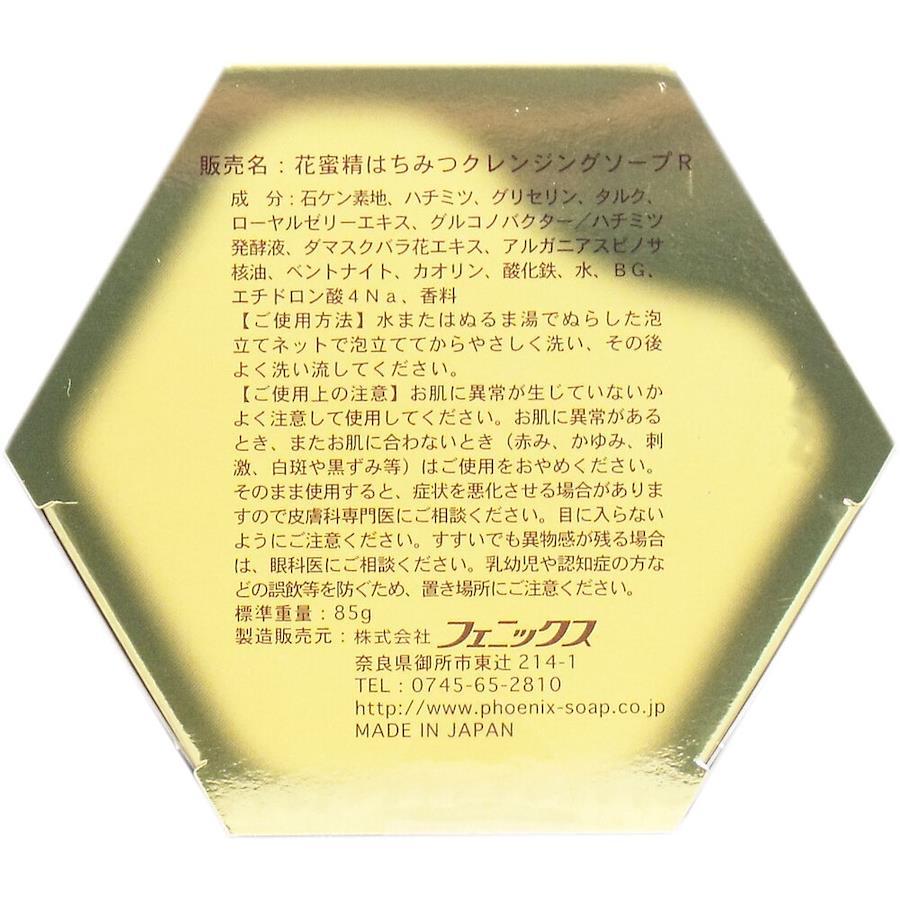 販売名：花蜜精はちみつクレンジングソープＲ
成　分：石ケン素地、ハチミツ、グリセリン、タルク、
ローヤルゼリーエキス、グルコノバクター／ハチミツ
発酵液、ダマスクバラ花エキス、アルガニアスピノサ
核油、ベントナイト、カオリン、酸化鉄、水、ＢＧ、
エチドロン酸４Ｎａ、香料
【ご使用方法】水またはぬるま湯でぬらした泡
立てネットで泡立ててからやさしく洗い、その後
よく洗い流してください。
【ご使用上の注意】お肌に異常が生じていないか
よく注意して使用してください。お肌に異常がある
とき、またお肌に合わないとき（赤み、かゆみ、刺
激、白斑や黒ずみ等）はご使用をおやめください。
そのまま使用すると、症状を悪化させる場合がありま
すので皮膚科専門医にご相談ください。目に入らない
ようにご注意ください。すすいでも異物感が残る場合
は、眼科医にご相談ください。乳幼児や認知症の方な
どの誤飲等を防ぐため、置き場所にご注意ください。
標準重量：85g
製造販売元：株式会社 フェニックス
奈良県御所市東辻 214-1
TEL：0745-65-2810
http://www.phoenix-soap.co.jp
MADE IN JAPAN